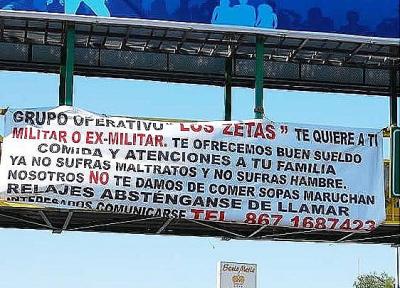 GRUPO OPERATIVO "LOS ZETAS" TE QUIERE A TI
MILITAR O EX-MILITAR. TE OFRECEMOS BUEN SUELDO
COMIDA Y ATENCIONES A TU FAMILIA
YA NO SUFRAS MALTRATOS Y NO SUFRAS HAMBRE.
NOSOTROS NO TE DAMOS DE COMER SOPAS MARUCHAN
RELAJES ABSTÉNGANSE DE LLAMAR
INTERESADOS COMUNICARSE TEL. 867 1687423